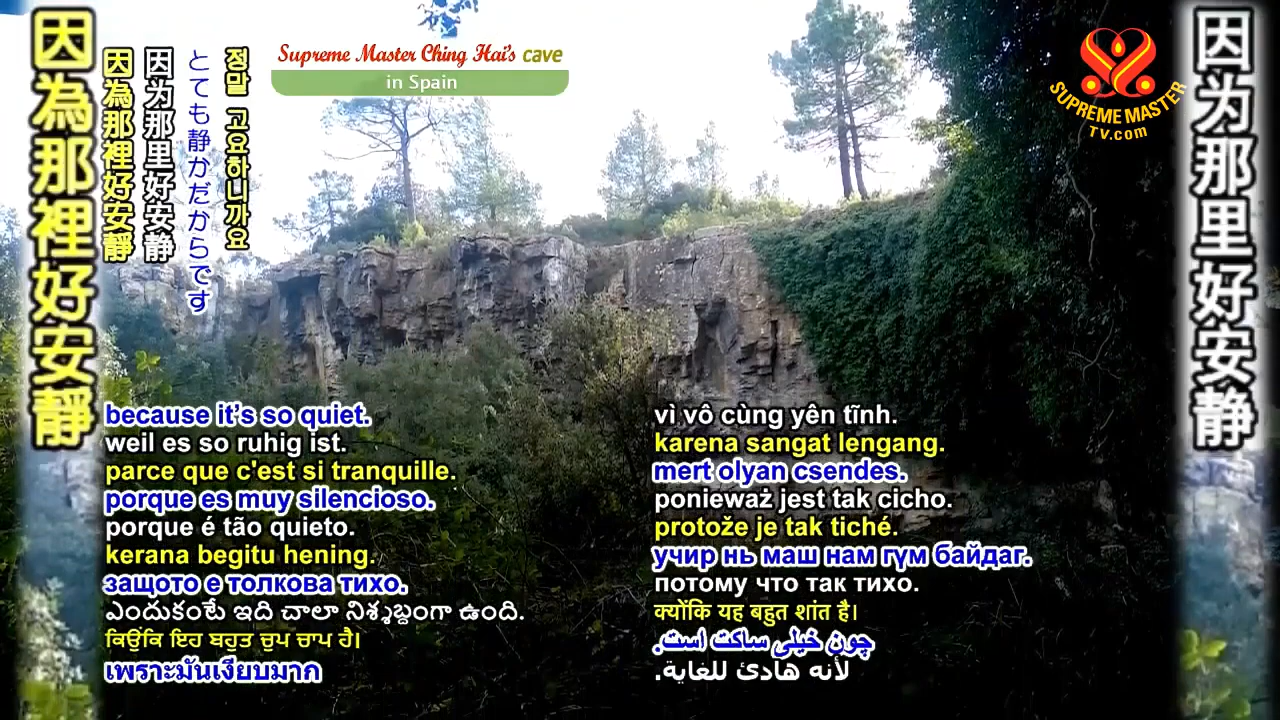 因為那裡好安靜
因為那裡好安靜
因为那里好安静
とても静かだからです
정말 고요하니까요
Supreme Master Ching Hai's cave
in Spain
SUPREME MASTER
TV.com
因为那里好安静
because it's so quiet.
weil es so ruhig ist.
parce que c'est si tranquille.
porque es muy silencioso.
porque é tão quieto.
kerana begitu hening.
защото е толкова тихо.
ఎందుకంటే ఇది చాలా నిశ్శబ్దంగా ఉంది.
ਕਿਉਂਕਿ ਇਹ ਬਹੁਤ ਚੁਪ ਚਾਪ ਹੈ।
เพราะมันเงียบมาก
vì vô cùng yên tĩnh.
karena sangat lengang.
mert olyan csendes.
ponieważ jest tak cicho.
protože je tak tiché.
учир нь маш нам гүм байдаг.
потому что так тихо.
क्योंकि यह बहुत शांत है।
چون خیلی ساکت است.
لأنه هادئ للغاية.